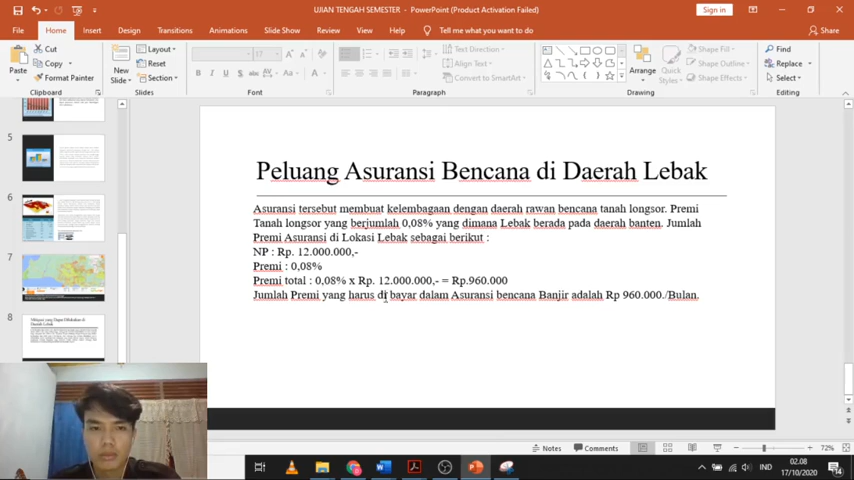 UJIAN TENGAH SEMESTER - PowerPoint (Product Activation Failed)
Sign in
File Home Insert Design Transitions Animations Slide Show Review View Help Tell me what you want to do Share
Paste
Cut
Copy
Format Painter
Clipboard
New
Slide
Layout
Reset
Section
Slides
17
B I U S
Font
Text Direction
Align Text
Convert to SmartArt
Paragraph
Arrange
Quick
Styles
Shape Fill
Shape Outline
Shape Effects
Drawing
Find
Replace
Select
Editing
5
6
7
8
Peluang Asuransi Bencana di Daerah Lebak
Asuransi tersebut membuat kelembagaan dengan daerah rawan bencana tanah longsor. Premi
Tanah longsor yang berjumlah 0,08% yang dimana Lebak berada pada daerah banten. Jumlah
Premi Asuransi di Lokasi Lebak sebagai berikut :
NP : Rp. 12.000.000,-
Premi : 0,08%
Premi total : 0,08% x Rp. 12.000.000,- = Rp.960.000
Jumlah Premi yang harus di bayar dalam Asuransi bencana Banjir adalah Rp 960.000./Bulan.
Notes
Comments
72%
IND
02.08
17/10/2020
14